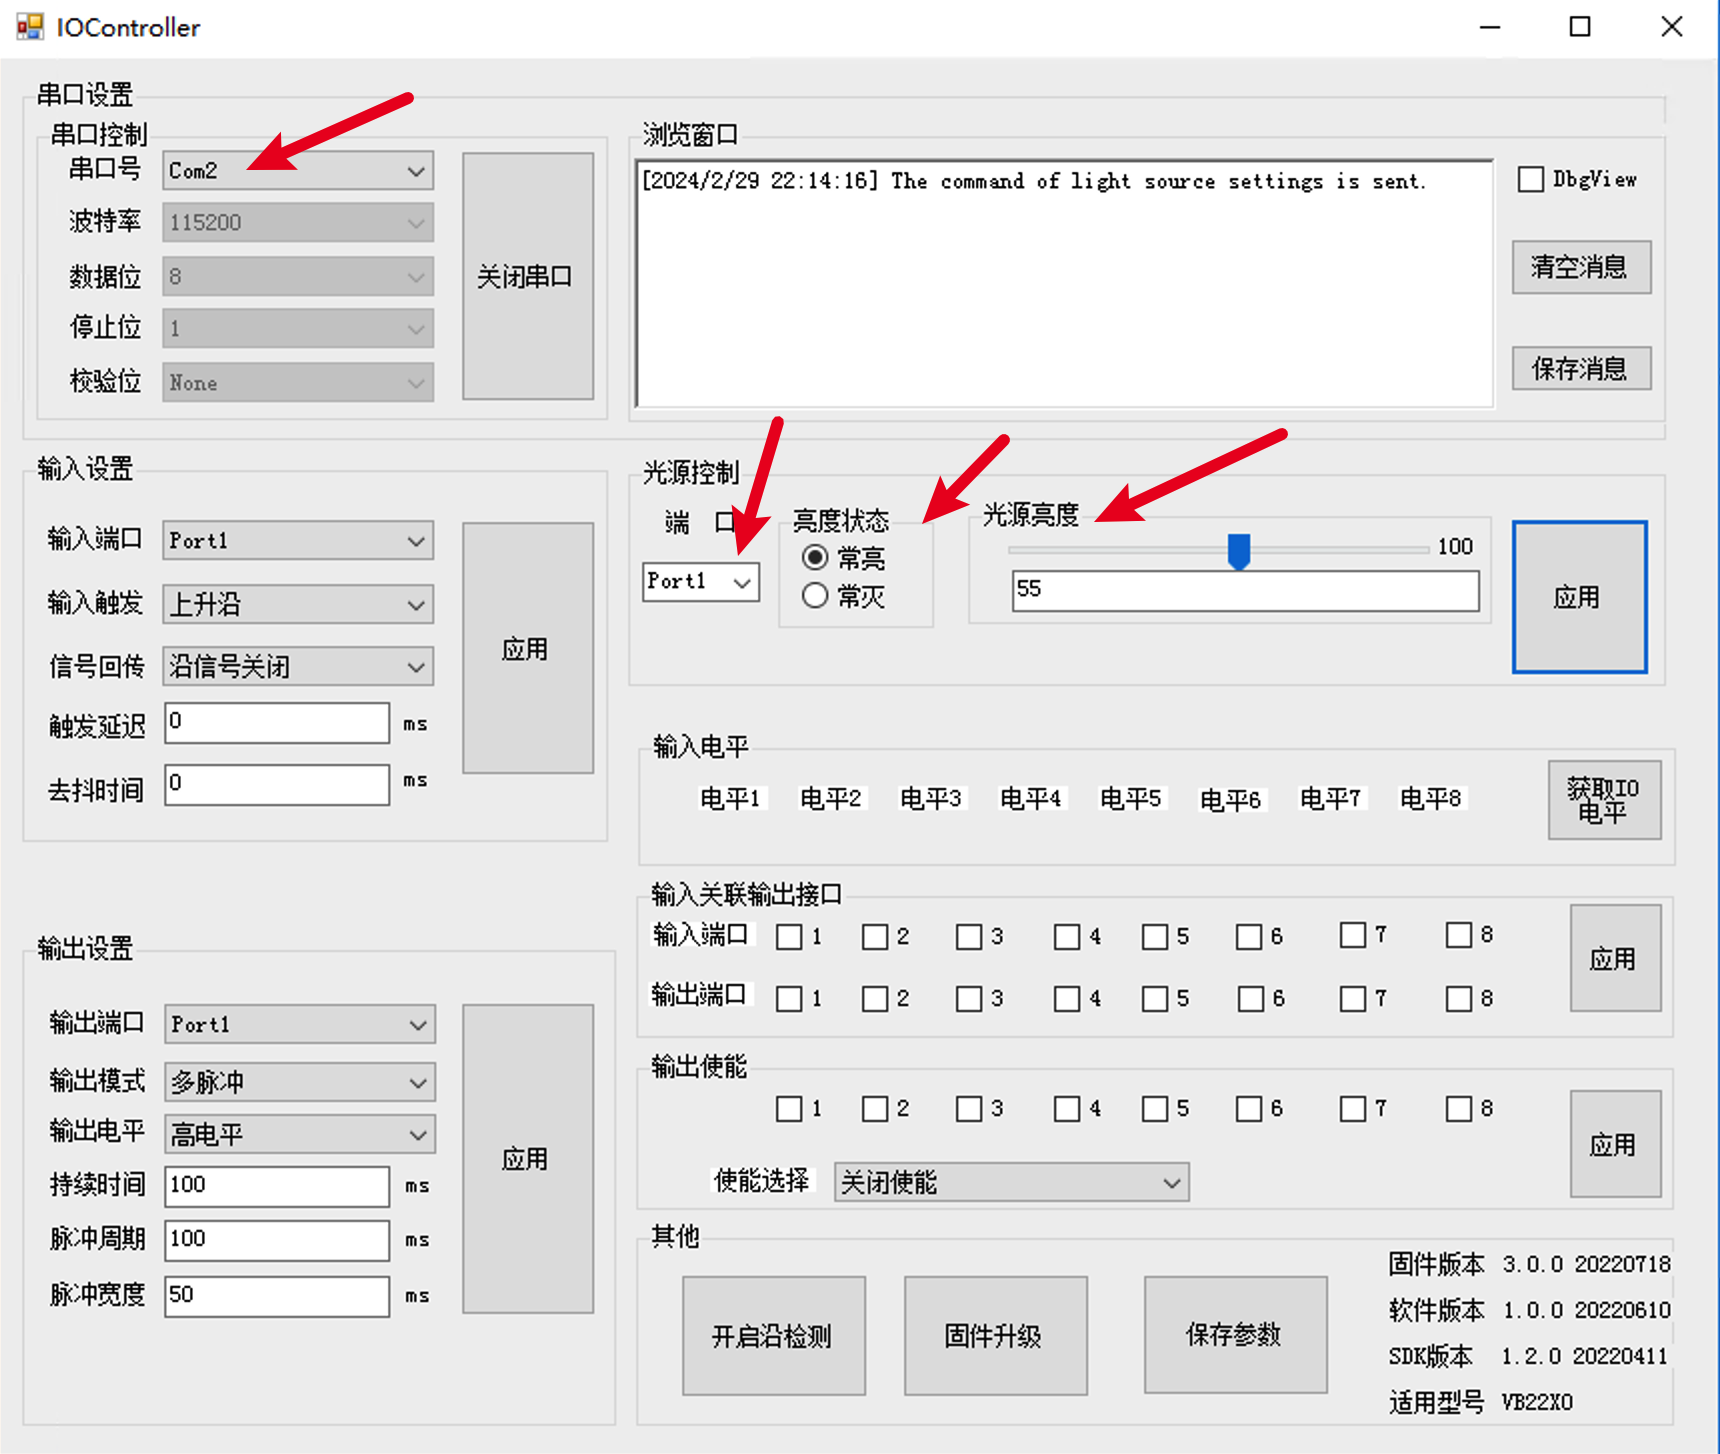 IOController
串口设置
串口控制
串口号 Com2
波特率 115200
数据位 8
停止位 1
校验位 None
关闭串口
浏览窗口
[2024/2/29 22:14:16] The command of light source settings is sent.
DbgView
清空消息
保存消息
输入设置
输入端口 Port1
输入触发 上升沿
信号回传 沿信号关闭
触发延迟 0 ms
去抖时间 0 ms
应用
光源控制
端 口
Port1
亮度状态
常亮
常灭
光源亮度
100
55
应用
输入电平
电平1 电平2 电平3 电平4 电平5 电平6 电平7 电平8
获取IO
电平
输入关联输出接口
输入端口 1 2 3 4 5 6 7 8
输出端口 1 2 3 4 5 6 7 8
应用
输出设置
输出端口 Port1
输出模式 多脉冲
输出电平 高电平
持续时间 100 ms
脉冲周期 100 ms
脉冲宽度 50 ms
应用
输出使能
1 2 3 4 5 6 7 8
使能选择 关闭使能
应用
其他
开启沿检测
固件升级
保存参数
固件版本 3.0.0 20220718
软件版本 1.0.0 20220610
SDK版本 1.2.0 20220411
适用型号 VB22XO